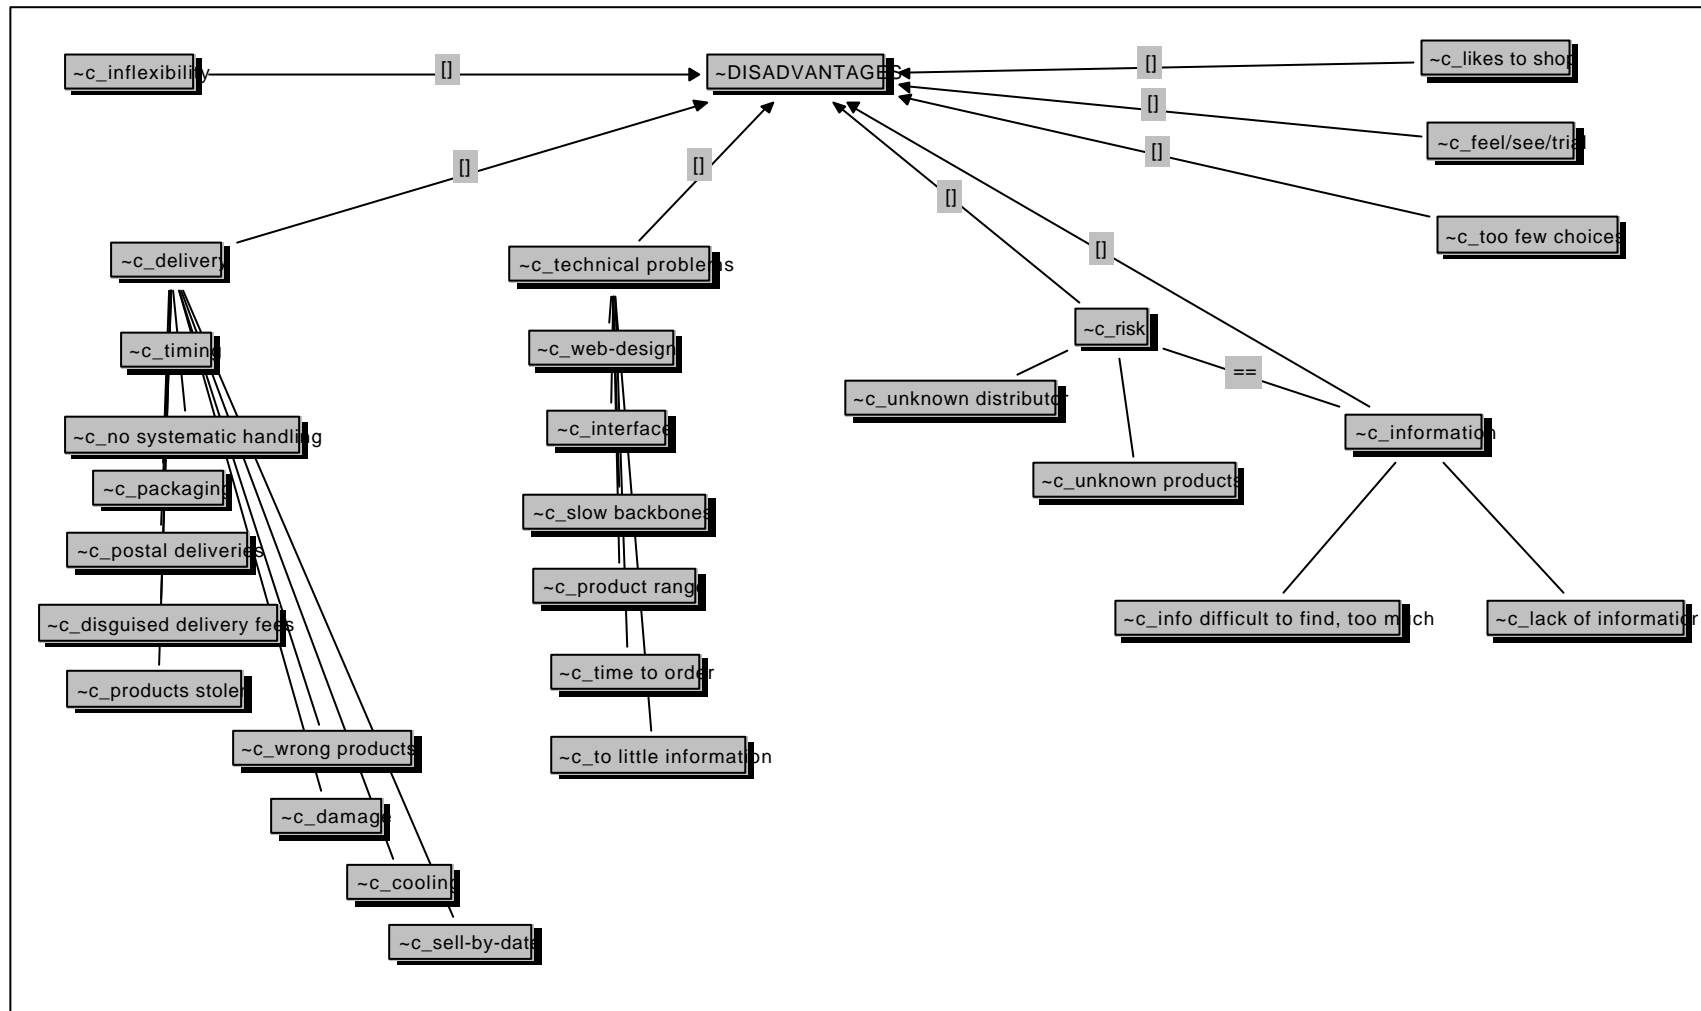 ~c_inflexibility
[]
~DISADVANTAGES
[]
~c_likes to shop
[]
~c_feel/see/trial
[]
~c_too few choices
[]
[]
[]
[]
~c_delivery
~c_technical problems
~c_risk
~c_timing
~c_web-design
==
~c_unknown distributor
~c_information
~c_no systematic handling
~c_interface
~c_packaging
~c_unknown products
~c_slow backbones
~c_postal deliveries
~c_product range
~c_disguised delivery fees
~c_info difficult to find, too much
~c_lack of information
~c_products stolen
~c_time to order
~c_wrong products
~c_to little information
~c_damage
~c_cooling
~c_sell-by-date